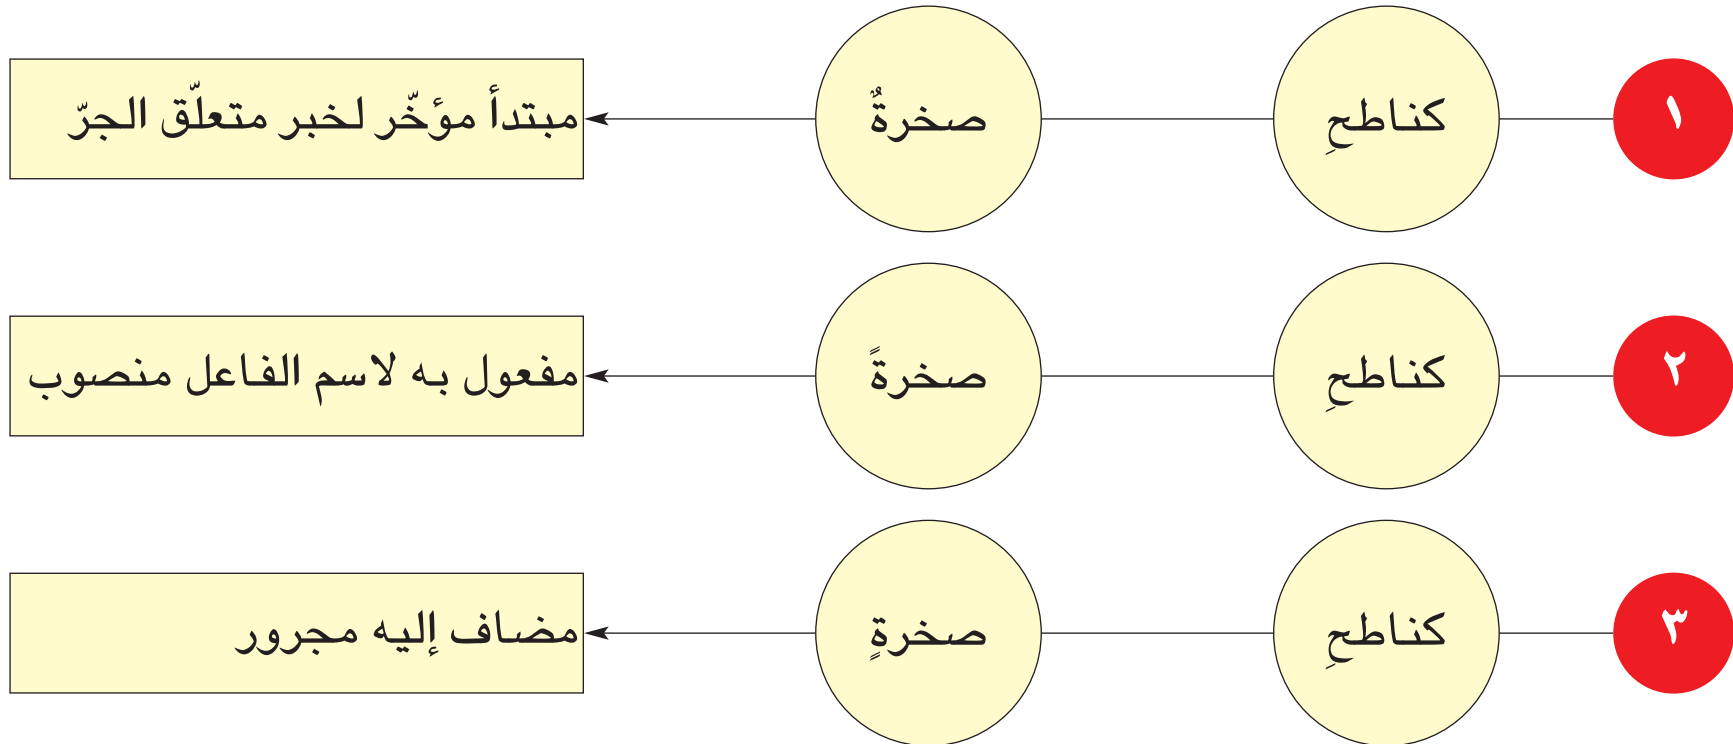 ١ كناطحِ صخرةٌ مبتدأ مؤخّر لخبر متعلّق الجرّ
٢ كناطحِ صخرةً مفعول به لاسم الفاعل منصوب
٣ كناطحِ صخرةٍ مضاف إليه مجرور